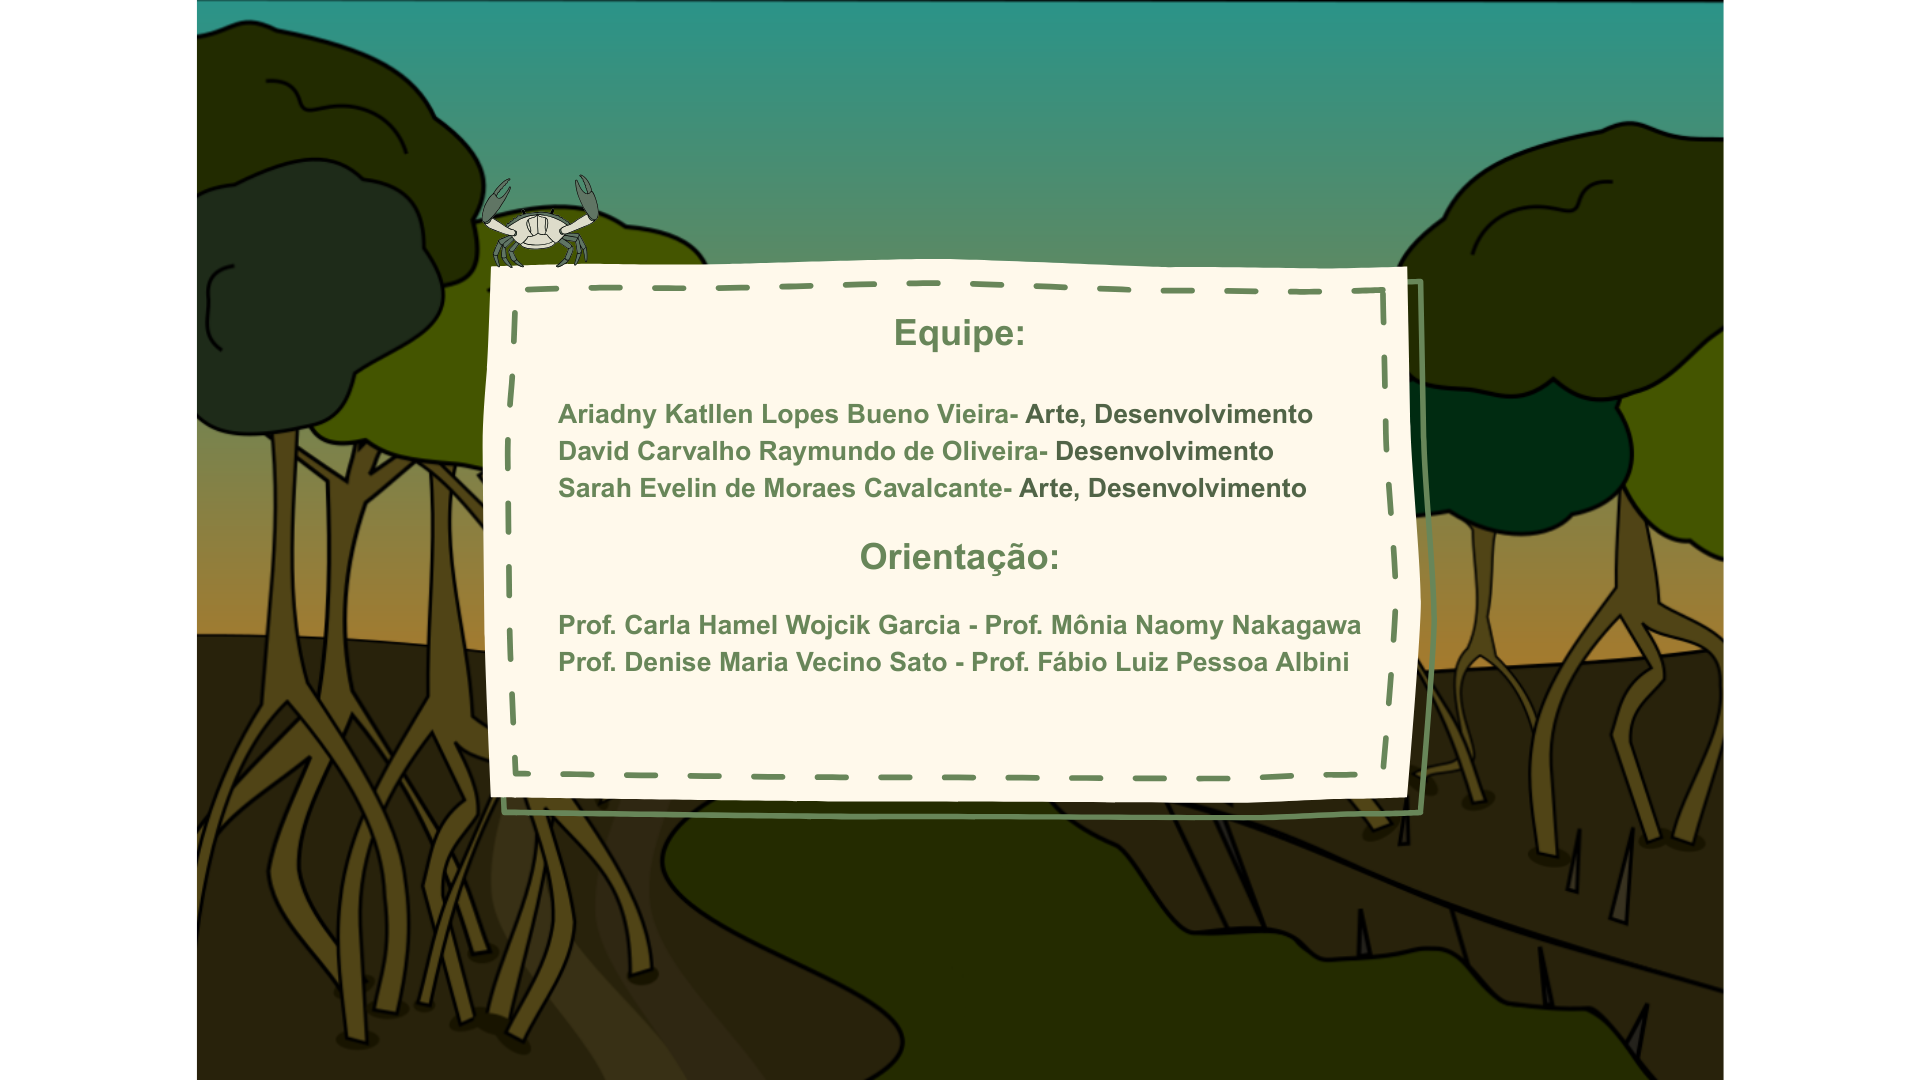 Equipe:
Ariadny Katllen Lopes Bueno Vieira- Arte, Desenvolvimento
David Carvalho Raymundo de Oliveira- Desenvolvimento
Sarah Evelin de Moraes Cavalcante- Arte, Desenvolvimento
Orientação:
Prof. Carla Hamel Wojcik Garcia - Prof. Mônia Naomy Nakagawa
Prof. Denise Maria Vecino Sato - Prof. Fábio Luiz Pessoa Albini